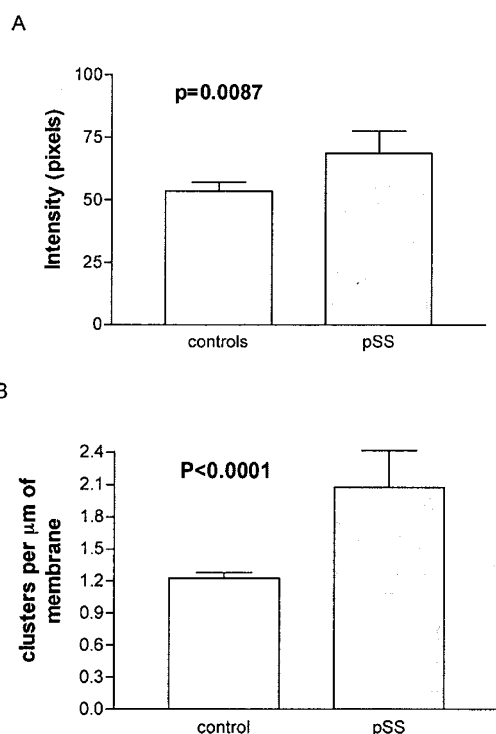 A
Intensity (pixels)
100
75
50
25
0
p=0.0087
controls
pSS
B
clusters per μm of
membrane
2.4
2.1
1.8
1.5
1.2
0.9
0.6
0.3
0.0
P<0.0001
control
pSS